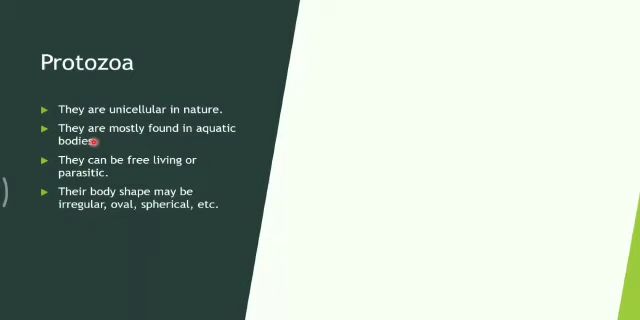 Protozoa
They are unicellular in nature.
They are mostly found in aquatic
bodies
They can be free living or
parasitic.
Their body shape may be
irregular, oval, spherical, etc.